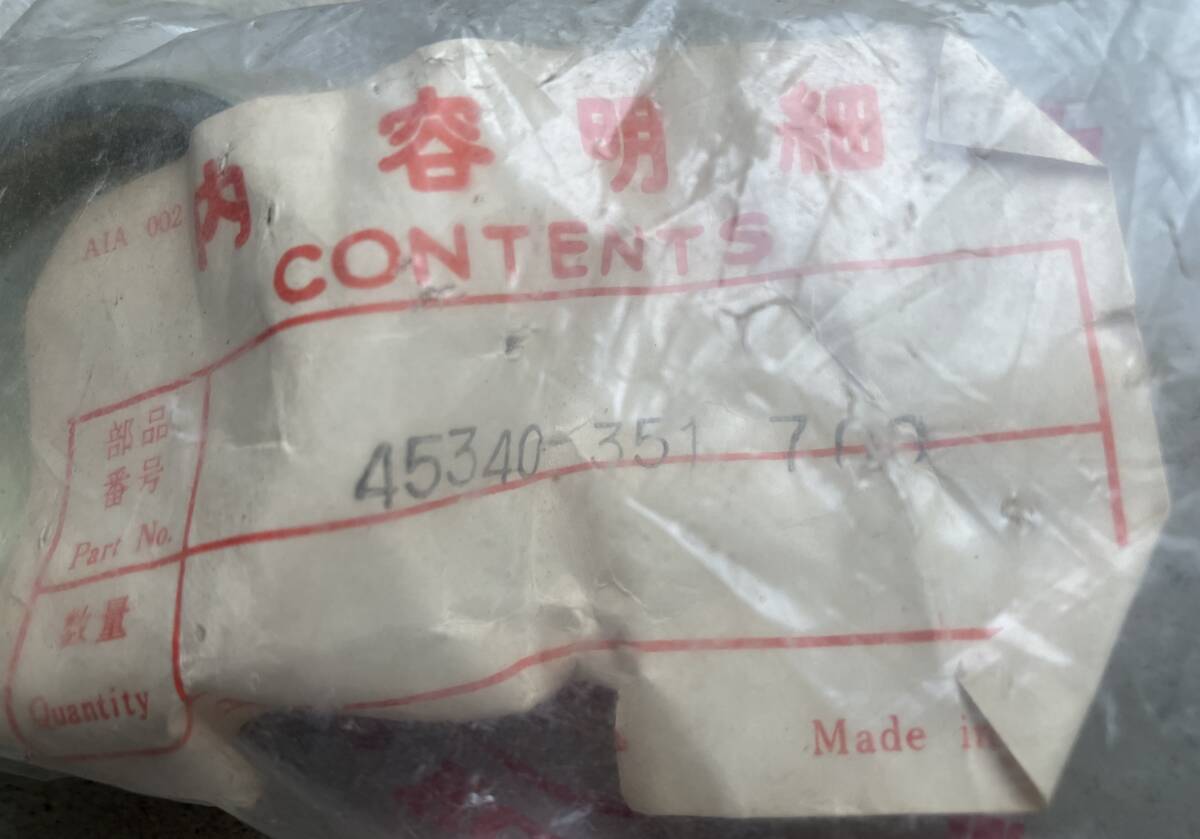 内容明細
AIA 002
CONTENTS
部品
番号
Part No.
45340-351
数量
Quantity
Made in